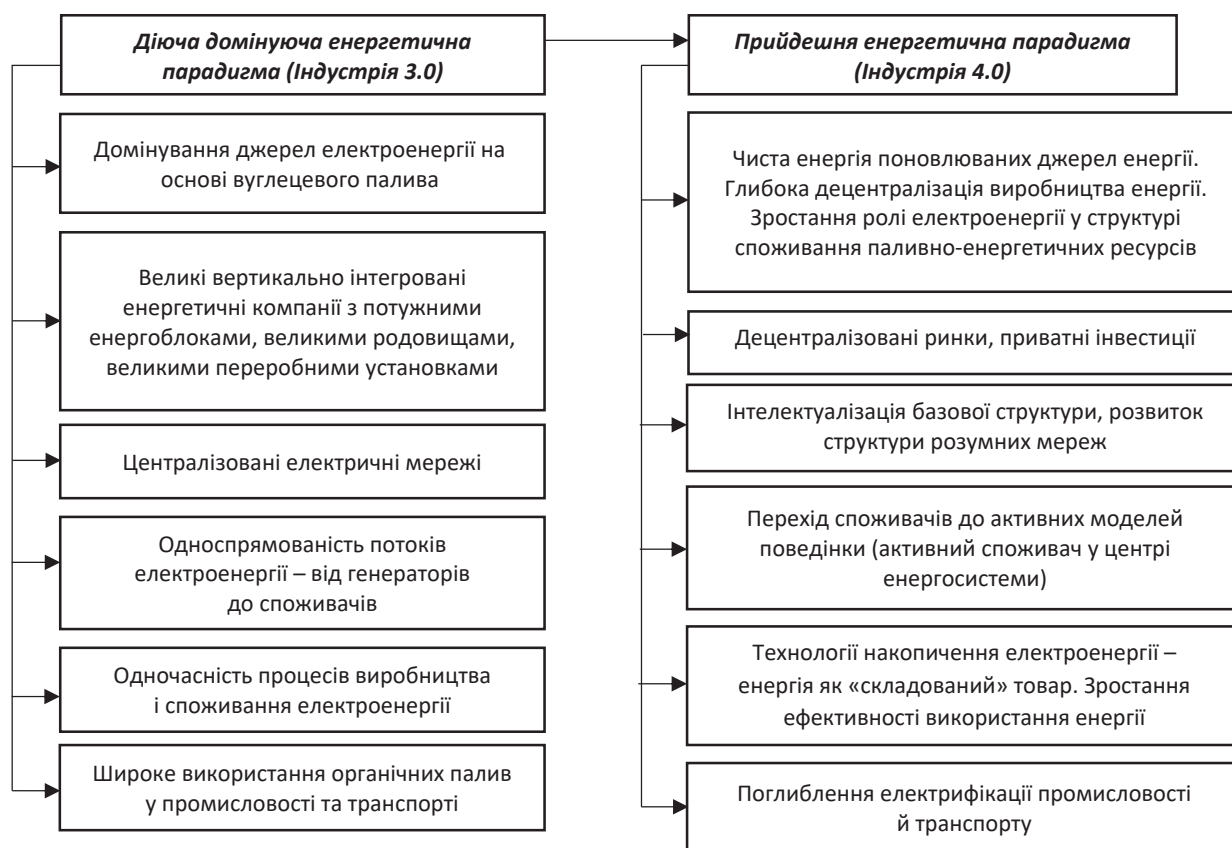 Діюча домінуюча енергетична
парадигма (Індустрія 3.0)
Домінування джерел електроенергії на
основі вуглецевого палива
Великі вертикально інтегровані
енергетичні компанії з потужними
енергоблоками, великими родовищами,
великими переробними установками
Централізовані електричні мережі
Односпрямованість потоків
електроенергії – від генераторів
до споживачів
Одночасність процесів виробництва
і споживання електроенергії
Широке використання органічних палив
у промисловості та транспорті
Прийдешня енергетична парадигма
(Індустрія 4.0)
Чиста енергія поновлюваних джерел енергії.
Глибока децентралізація виробництва енергії.
Зростання ролі електроенергії у структурі
споживання паливно-енергетичних ресурсів
Децентралізовані ринки, приватні інвестиції
Інтелектуалізація базової структури, розвиток
структури розумних мереж
Перехід споживачів до активних моделей
поведінки (активний споживач у центрі
енергосистеми)
Технології накопичення електроенергії –
енергія як «складований» товар. Зростання
ефективності використання енергії
Поглиблення електрифікації промисловості
й транспорту